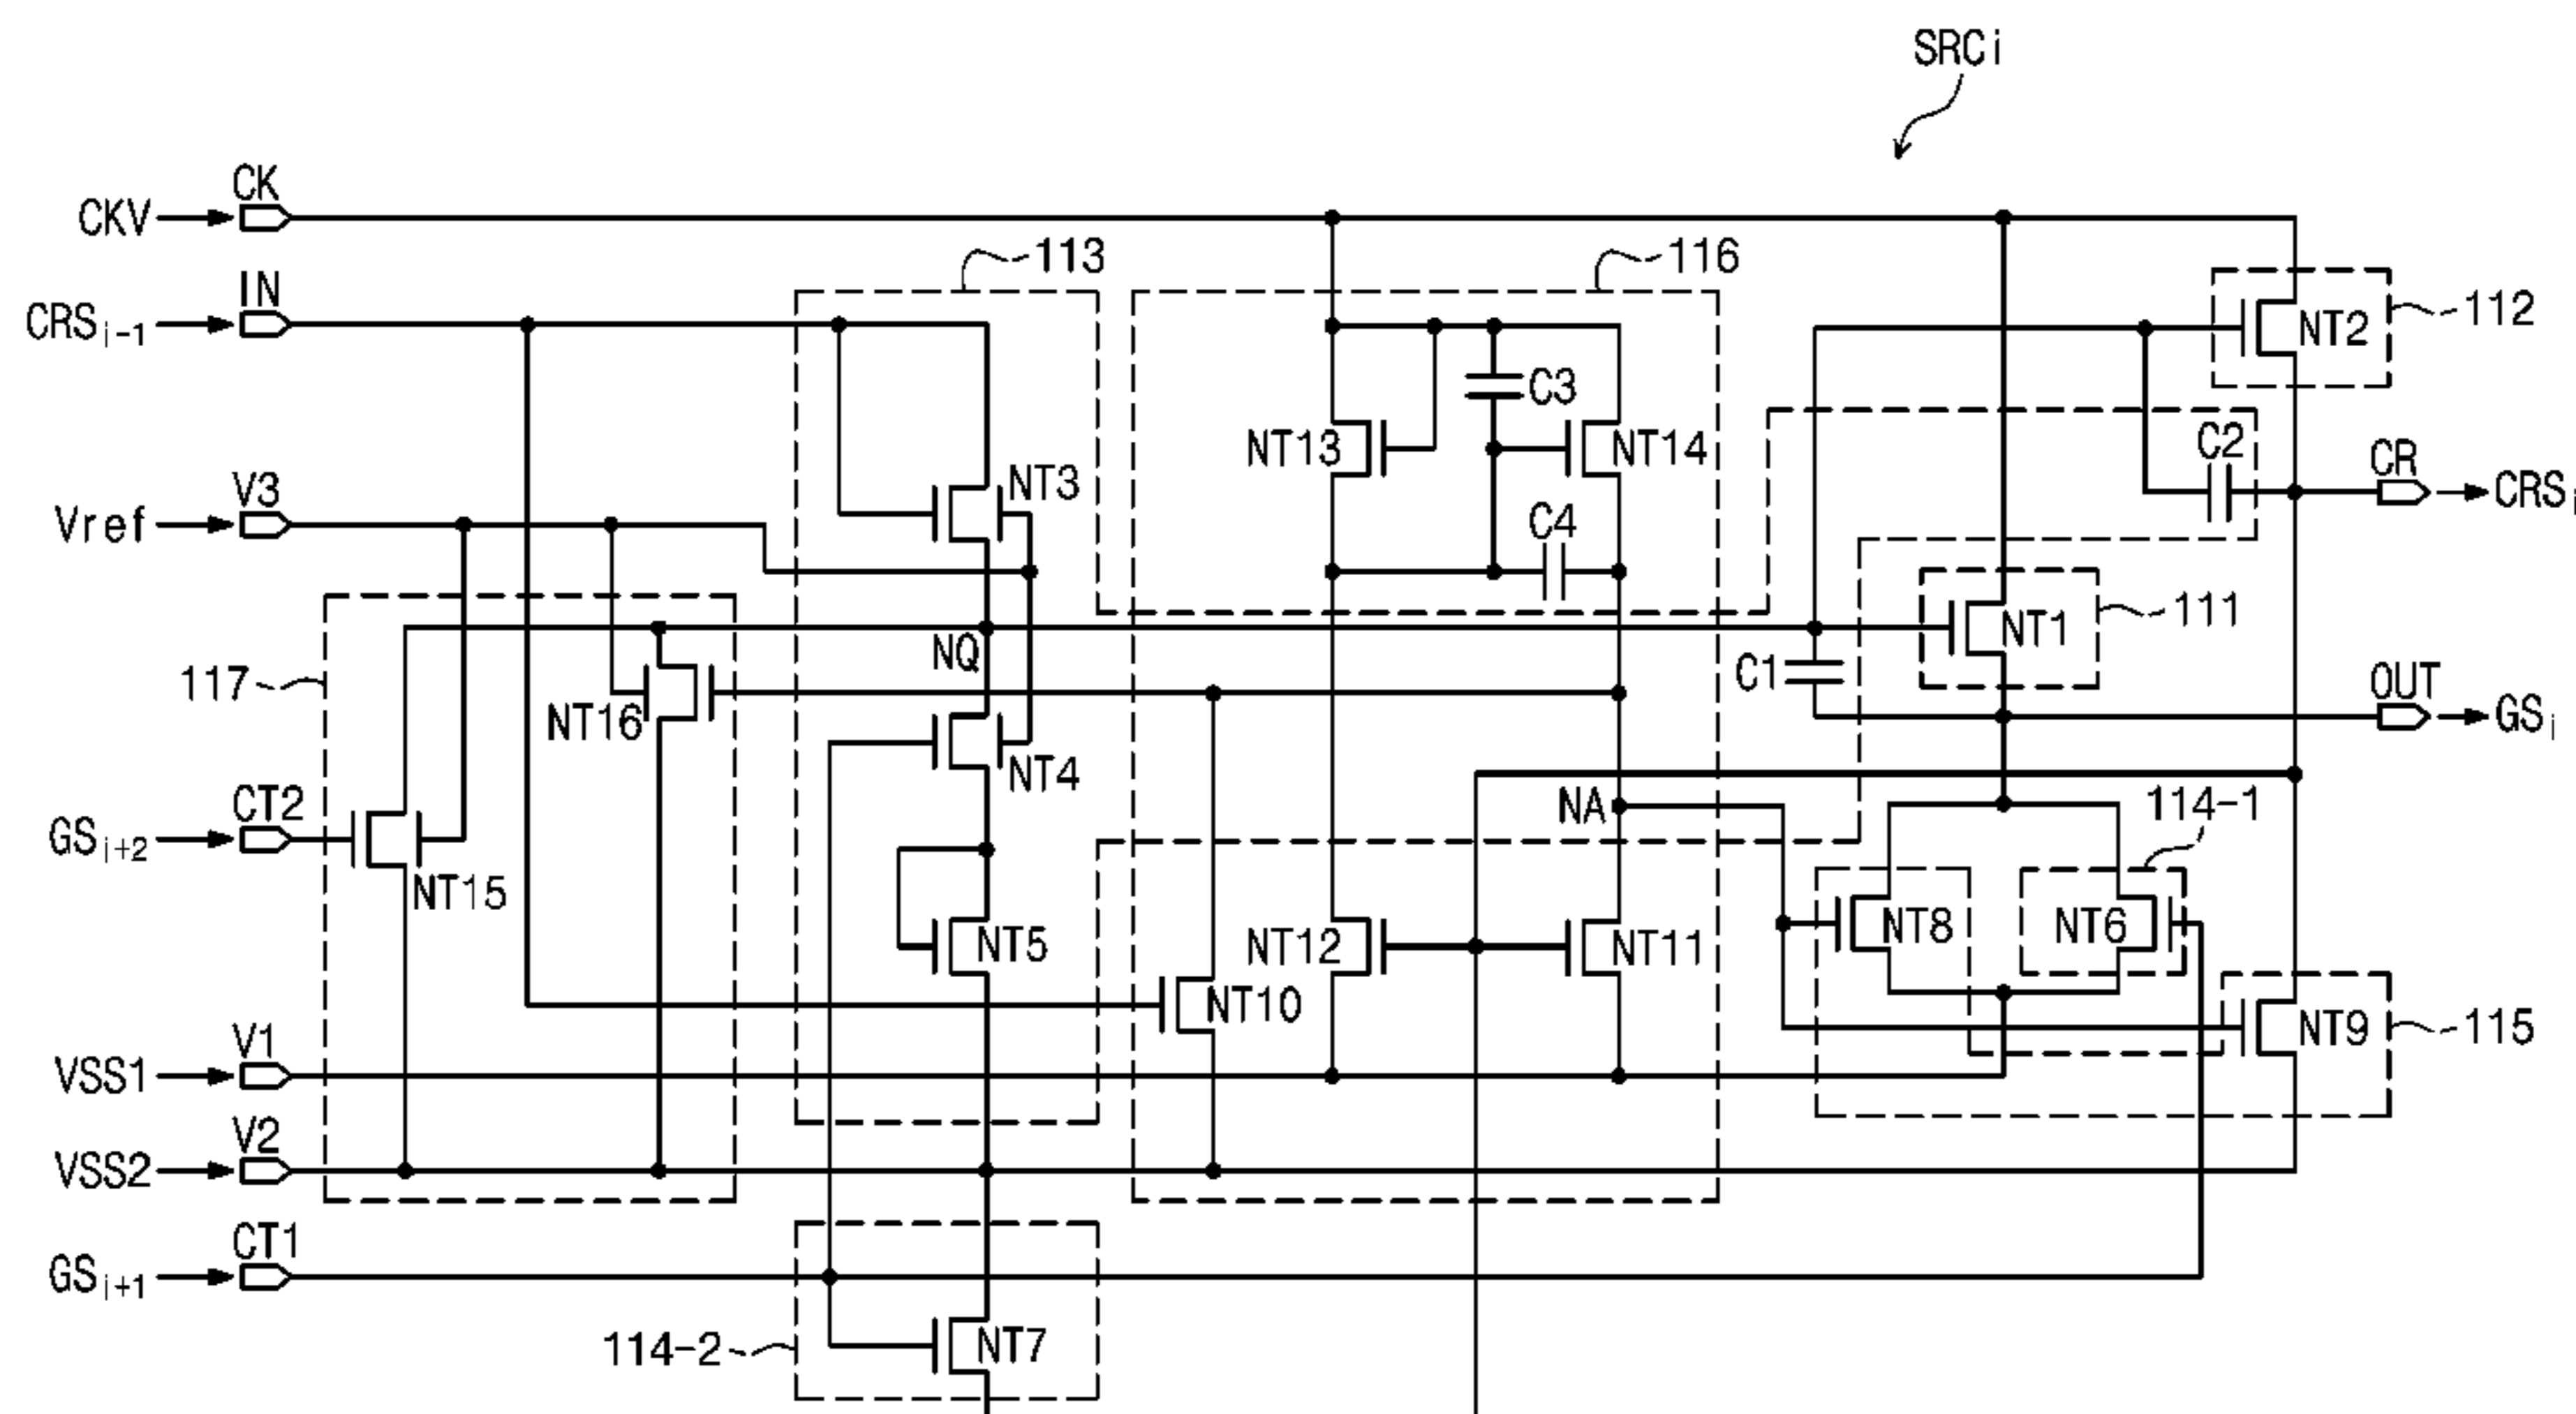 SRCi
CKV
CK
CRSi-1
IN
113
116
NT2
112
C3
NT13
NT14
C2
CR
CRSi
Vref
V3
NT3
C4
NT1
111
117
NQ
C1
OUT
GSi
NT16
NT4
NA
114-1
GSi+2
CT2
NT15
NT5
NT12
NT11
NT8
NT6
NT10
NT9
115
VSS1
V1
VSS2
V2
GSi+1
CT1
114-2
NT7